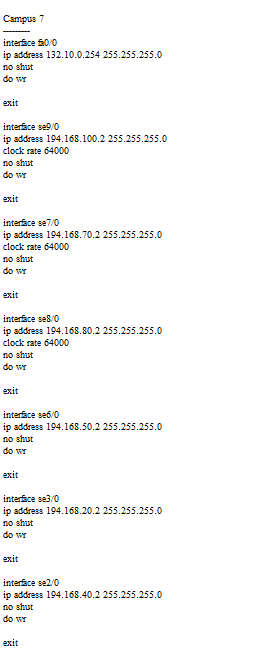 Campus 7
---------
interface fa0/0
ip address 132.10.0.254 255.255.255.0
no shut
do wr
exit
interface se9/0
ip address 194.168.100.2 255.255.255.0
clock rate 64000
no shut
do wr
exit
interface se7/0
ip address 194.168.70.2 255.255.255.0
clock rate 64000
no shut
do wr
exit
interface se8/0
ip address 194.168.80.2 255.255.255.0
clock rate 64000
no shut
do wr
exit
interface se6/0
ip address 194.168.50.2 255.255.255.0
no shut
do wr
exit
interface se3/0
ip address 194.168.20.2 255.255.255.0
no shut
do wr
exit
interface se2/0
ip address 194.168.40.2 255.255.255.0
no shut
do wr
exit